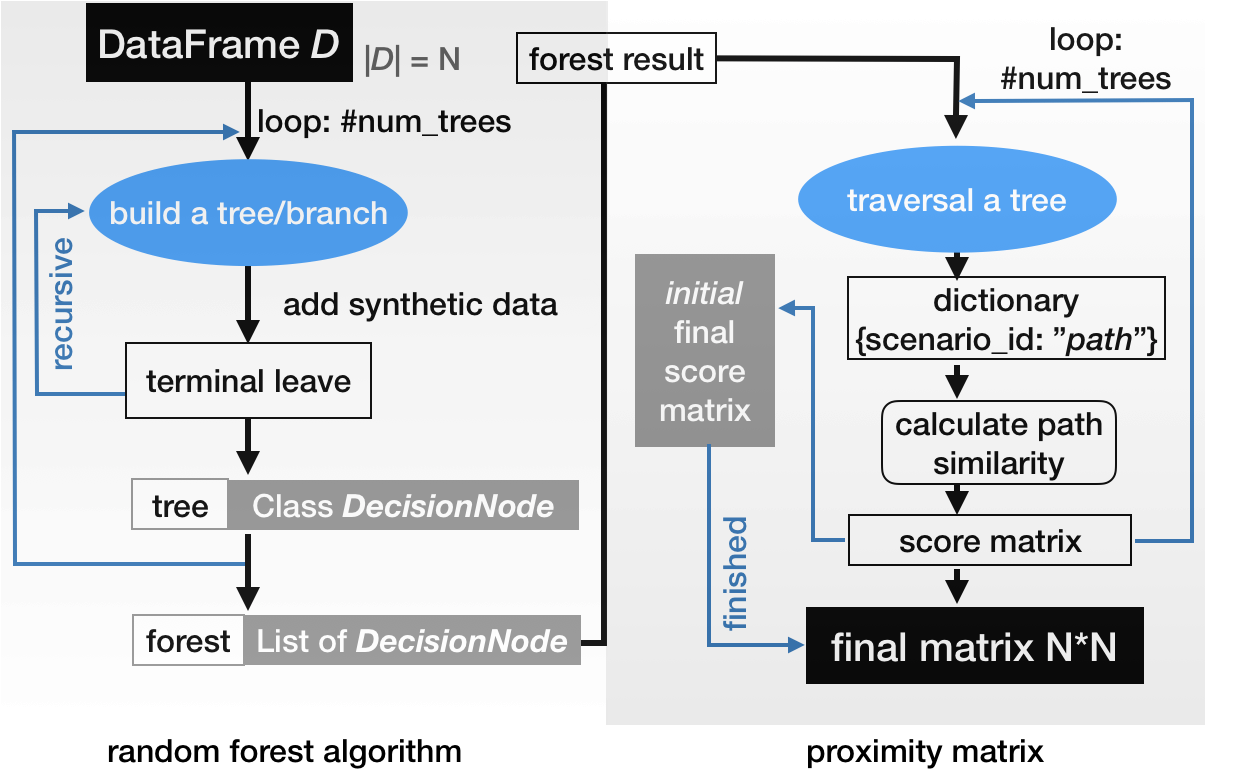 DataFrame D
|D| = N
loop: #num_trees
build a tree/branch
recursive
add synthetic data
terminal leave
tree
Class DecisionNode
forest
List of DecisionNode
random forest algorithm
forest result
loop:
#num_trees
traversal a tree
dictionary
{scenario_id: ”path”}
calculate path
similarity
score matrix
initial
final
score
matrix
finished
final matrix N*N
proximity matrix